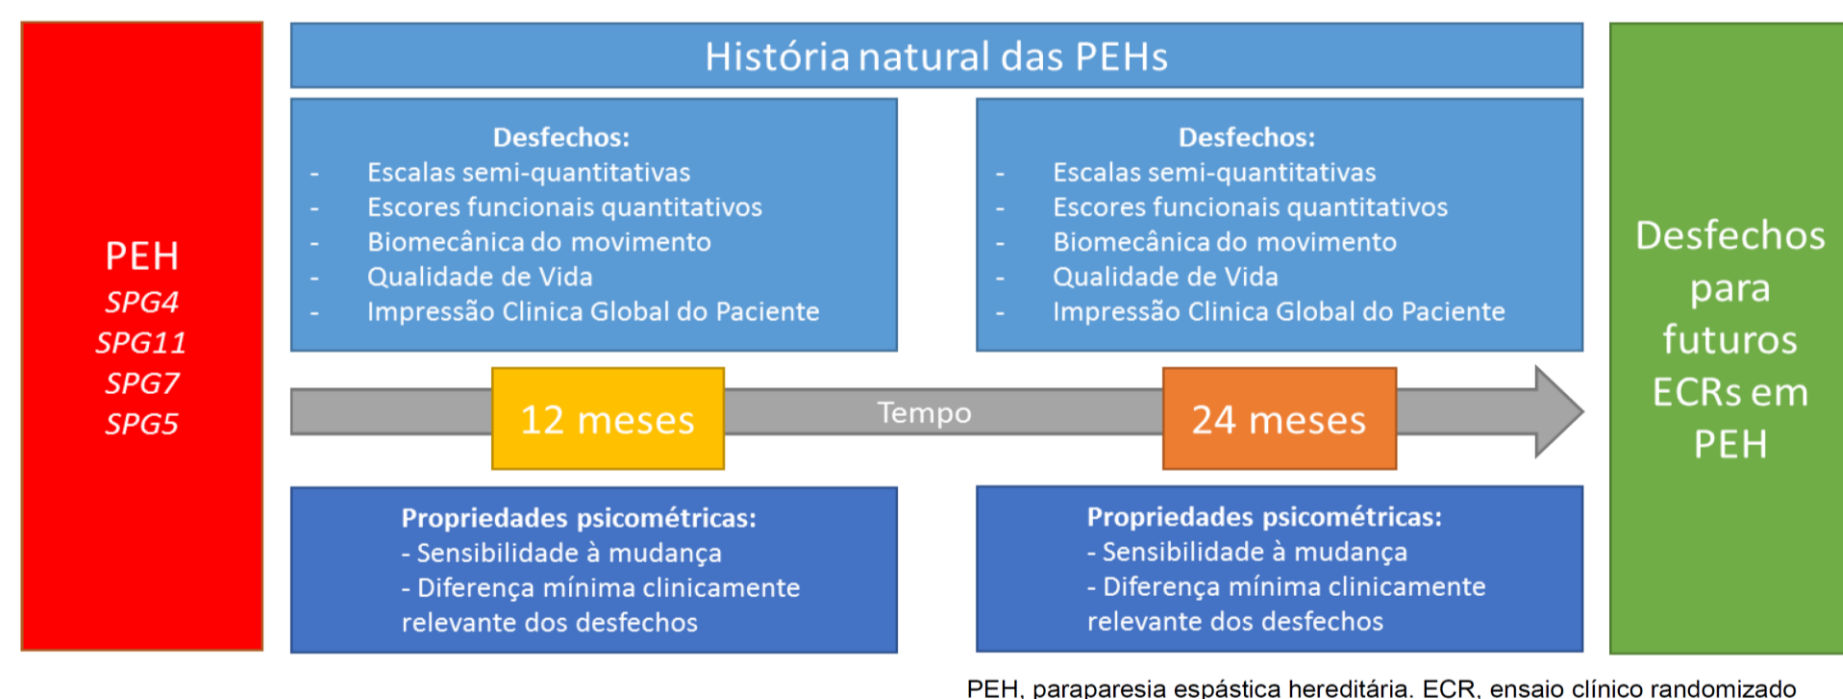 PEH
SPG4
SPG11
SPG7
SPG5
História natural das PEHs
Desfechos:
- Escalas semi-quantitativas
- Escores funcionais quantitativos
- Biomecânica do movimento
- Qualidade de Vida
- Impressão Clinica Global do Paciente
Desfechos:
- Escalas semi-quantitativas
- Escores funcionais quantitativos
- Biomecânica do movimento
- Qualidade de Vida
- Impressão Clinica Global do Paciente
12 meses
Tempo
24 meses
Propriedades psicométricas:
- Sensibilidade à mudança
- Diferença mínima clinicamente
relevante dos desfechos
Propriedades psicométricas:
- Sensibilidade à mudança
- Diferença mínima clinicamente
relevante dos desfechos
Desfechos
para
futuros
ECRs em
PEH
PEH, paraparesia espástica hereditária. ECR, ensaio clínico randomizado